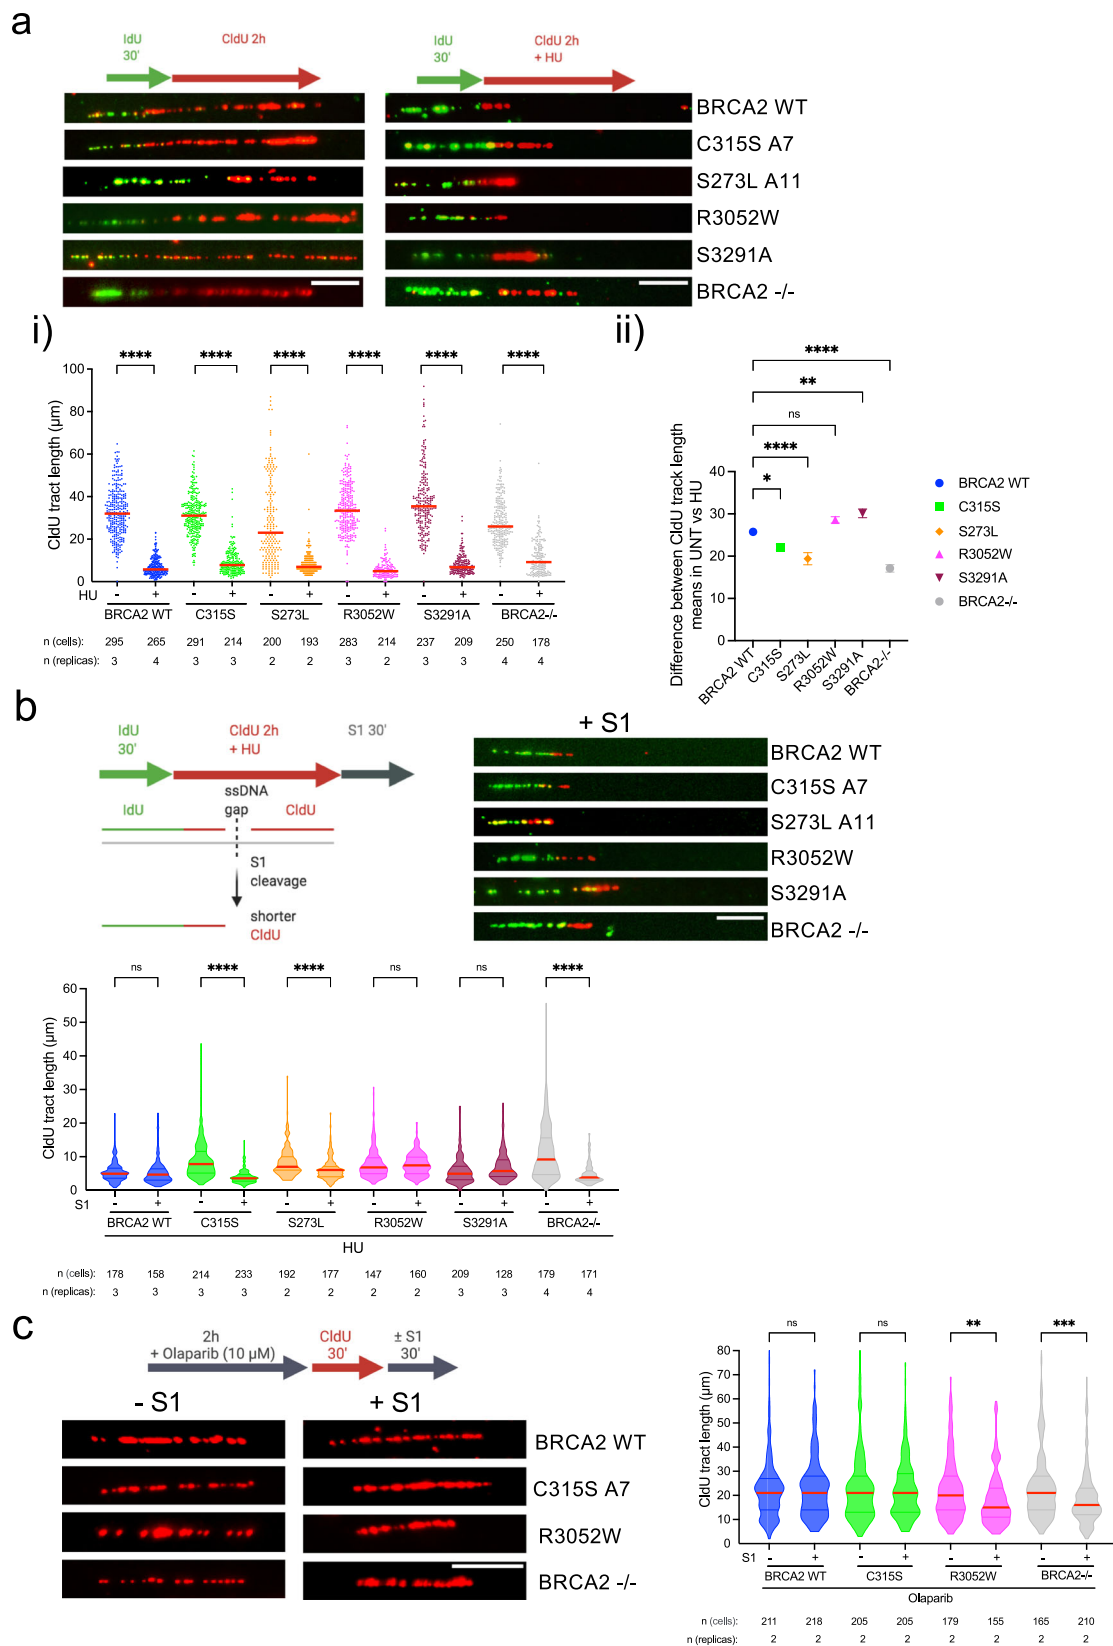 a
IdU
30'
CldU 2h
IdU
30'
CldU 2h
+ HU
BRCA2 WT
C315S A7
S273L A11
R3052W
S3291A
BRCA2 -/-
i)
**** **** **** **** **** ****
CldU tract length (µm)
100
80
60
40
20
0
HU - + - + - + - + - + - +
BRCA2 WT C315S S273L R3052W S3291A BRCA2-/-
n (cells): 295 265 291 214 200 193 283 214 237 209 250 178
n (replicas): 3 4 3 3 2 2 3 2 3 3 4 4
ii)
****
**
ns
****
*
Difference between CldU track length
means in UNT vs HU
40
30
20
10
0
BRCA2 WT
C315S
S273L
R3052W
S3291A
BRCA2-/-
BRCA2 WT
C315S
S273L
R3052W
S3291A
BRCA2-/-
b
IdU
30'
CldU 2h
+ HU
S1 30'
IdU
ssDNA
gap
CldU
S1
cleavage
shorter
CldU
+ S1
BRCA2 WT
C315S A7
S273L A11
R3052W
S3291A
BRCA2 -/-
ns **** **** ns ns ****
CldU tract length (µm)
60
50
40
30
20
10
0
S1 - + - + - + - + - + - +
BRCA2 WT C315S S273L R3052W S3291A BRCA2-/-
HU
n (cells): 178 158 214 233 192 177 147 160 209 128 179 171
n (replicas): 3 3 3 3 2 2 2 2 3 3 4 4
c
2h
+ Olaparib (10 µM)
CldU
30'
± S1
30'
- S1
+ S1
BRCA2 WT
C315S A7
R3052W
BRCA2 -/-
ns ns ** ***
CldU tract length (µm)
80
70
60
50
40
30
20
10
0
S1 - + - + - + - +
BRCA2 WT C315S R3052W BRCA2-/-
Olaparib
n (cells): 211 218 205 205 179 155 165 210
n (replicas): 2 2 2 2 2 2 2 2